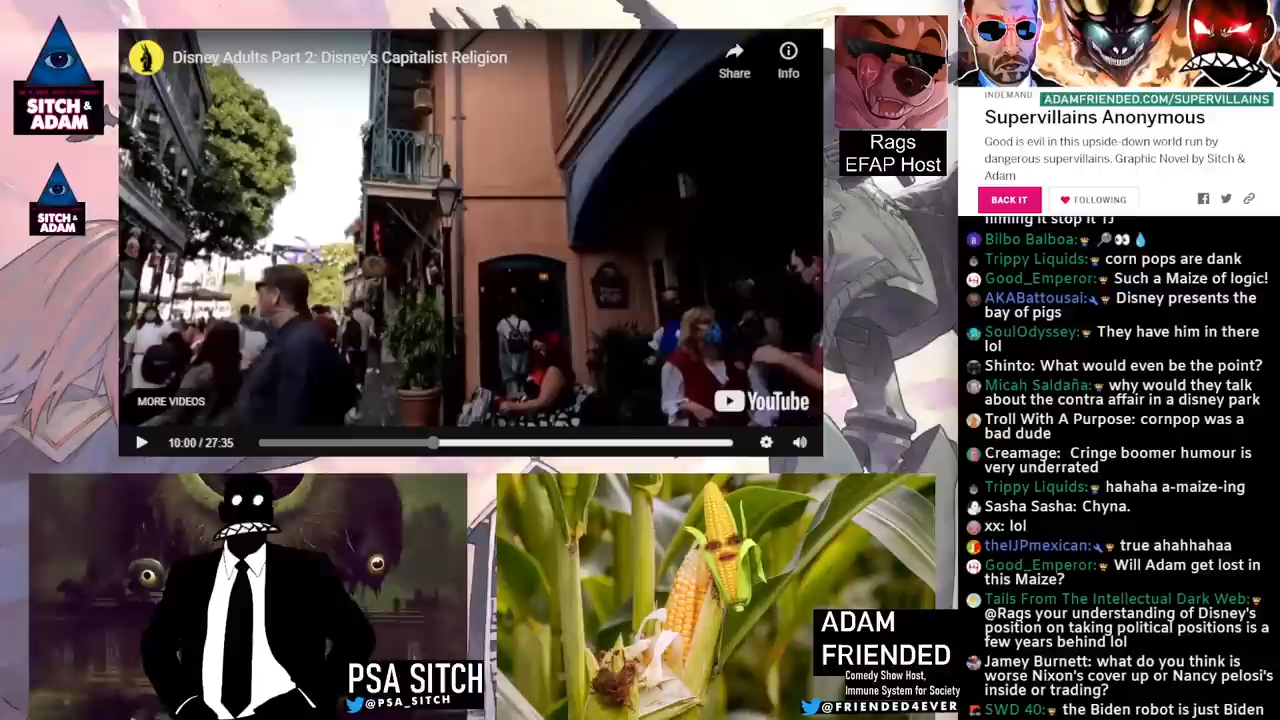 SITCH &
ADAM
SITCH &
ADAM
Disney Adults Part 2: Disney's Capitalist Religion
Share
Info
MORE VIDEOS
YouTube
10:00 / 27:35
Rags
EFAP Host
INDEMAND
ADAMFRIENDED.COM/SUPERVILLAINS
Supervillains Anonymous
Good is evil in this upside-down world run by
dangerous supervillains. Graphic Novel by Sitch &
Adam
BACK IT
FOLLOWING
filming it stop it TJ
Bilbo Balboa:
Trippy Liquids: corn pops are dank
Good_Emperor: Such a Maize of logic!
AKABattousai: Disney presents the
bay of pigs
SoulOdyssey: They have him in there
lol
Shinto: What would even be the point?
Micah Saldaña: why would they talk
about the contra affair in a disney park
Troll With A Purpose: cornpop was a
bad dude
Creamage: Cringe boomer humour is
very underrated
Trippy Liquids: hahaha a-maize-ing
Sasha Sasha: Chyna.
xx: lol
theIJPmexican: true ahahhahaa
Good_Emperor: Will Adam get lost in
this Maize?
Tails From The Intellectual Dark Web:
@Rags your understanding of Disney's
position on taking political positions is a
few years behind lol
Jamey Burnett: what do you think is
worse Nixon's cover up or Nancy pelosi's
inside or trading?
SWD 40: the Biden robot is just Biden
PSA SITCH
@PSA_SITCH
ADAM
FRIENDED
Comedy Show Host,
Immune System for Society
@FRIENDED4EVER